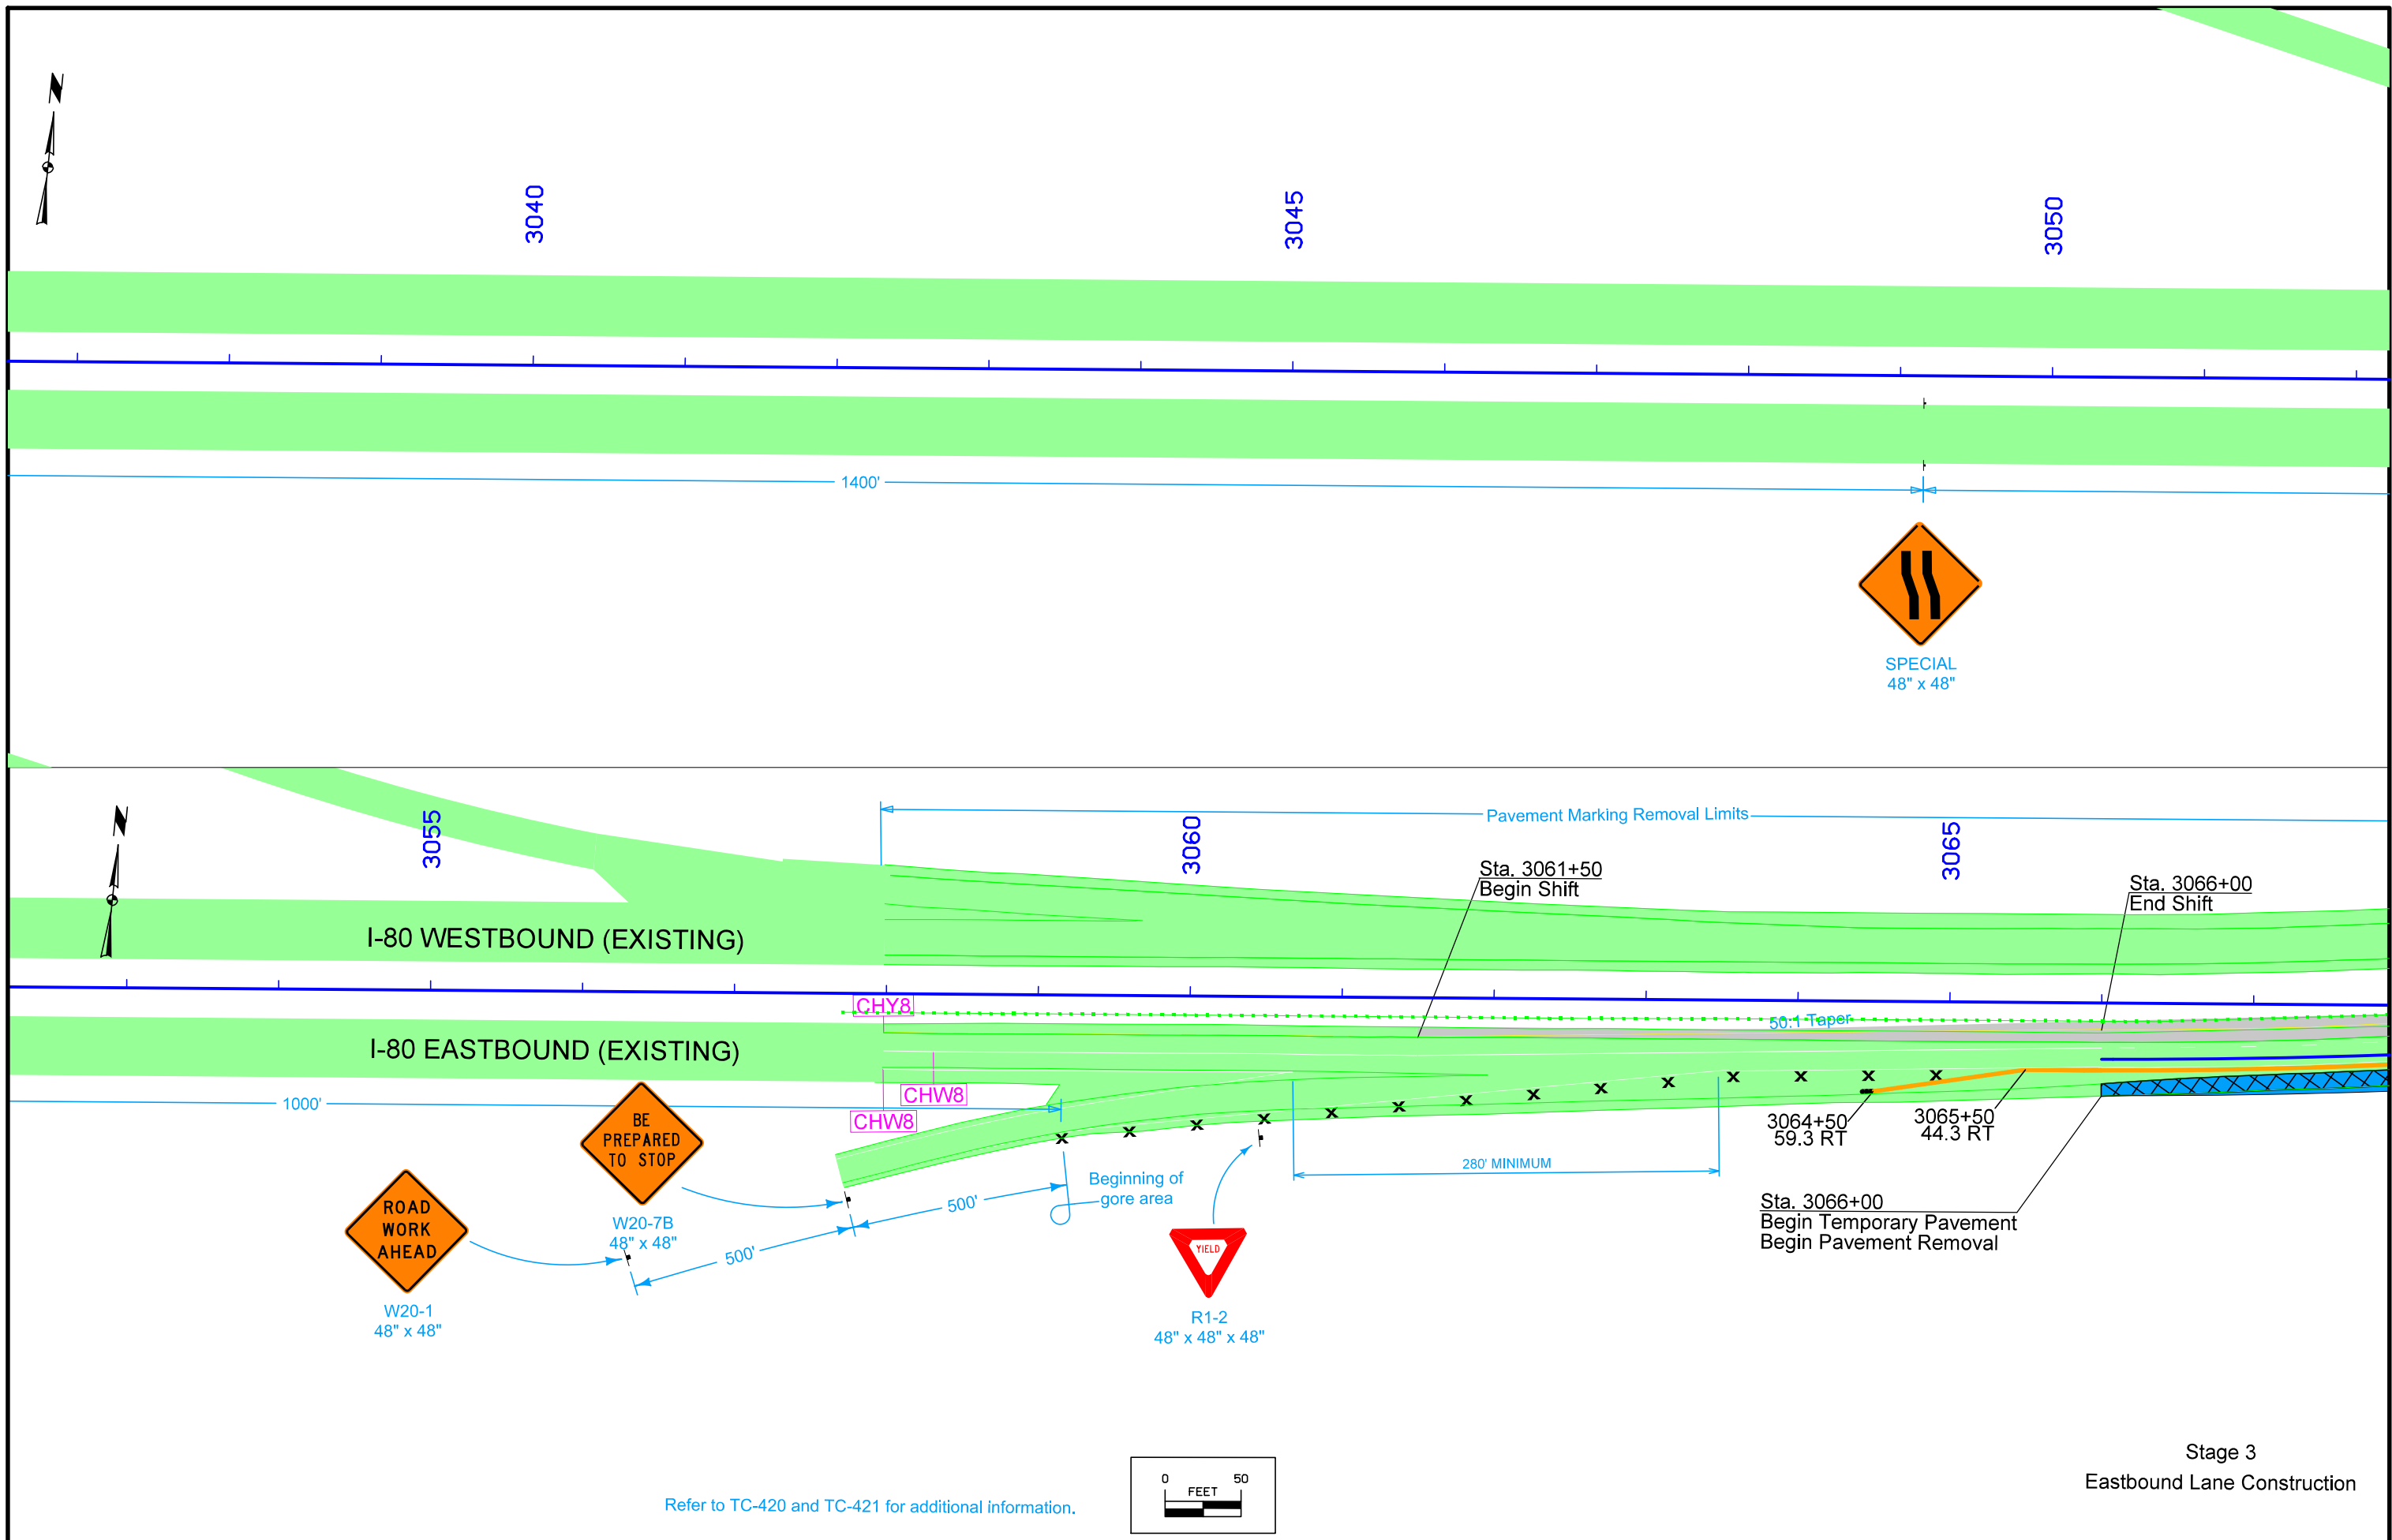 N
3040
3045
3050
1400'
SPECIAL
48" x 48"
N
3055
3060
3065
Pavement Marking Removal Limits
Sta. 3061+50
Begin Shift
Sta. 3066+00
End Shift
I-80 WESTBOUND (EXISTING)
CHY8
50:1 Taper
I-80 EASTBOUND (EXISTING)
CHW8
CHW8
1000'
BE
PREPARED
TO STOP
W20-7B
48" x 48"
ROAD
WORK
AHEAD
W20-1
48" x 48"
500'
500'
Beginning of
gore area
YIELD
R1-2
48" x 48" x 48"
280' MINIMUM
3064+50
59.3 RT
3065+50
44.3 RT
Sta. 3066+00
Begin Temporary Pavement
Begin Pavement Removal
Refer to TC-420 and TC-421 for additional information.
0 50
FEET
Stage 3
Eastbound Lane Construction